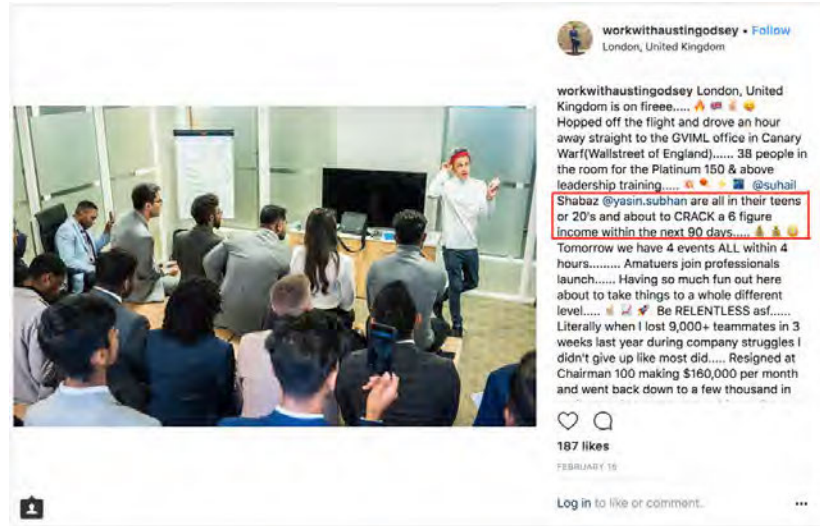 workwithaustingodsey • Follow
London, United Kingdom
workwithaustingodsey London, United
Kingdom is on fireee.....
Hopped off the flight and drove an hour
away straight to the GVIML office in Canary
Warf(Wallstreet of England)...... 38 people in
the room for the Platinum 150 & above
leadership training..... @suhail
Shabaz @yasin.subhan are all in their teens
or 20's and about to CRACK a 6 figure
income within the next 90 days.....
Tomorrow we have 4 events ALL within 4
hours......... Amatuers join professionals
launch...... Having so much fun out here
about to take things to a whole different
level..... Be RELENTLESS asf......
Literally when I lost 9,000+ teammates in 3
weeks last year during company struggles I
didn't give up like most did..... Resigned at
Chairman 100 making $160,000 per month
and went back down to a few thousand in
187 likes
FEBRUARY 16
Log in to like or comment.